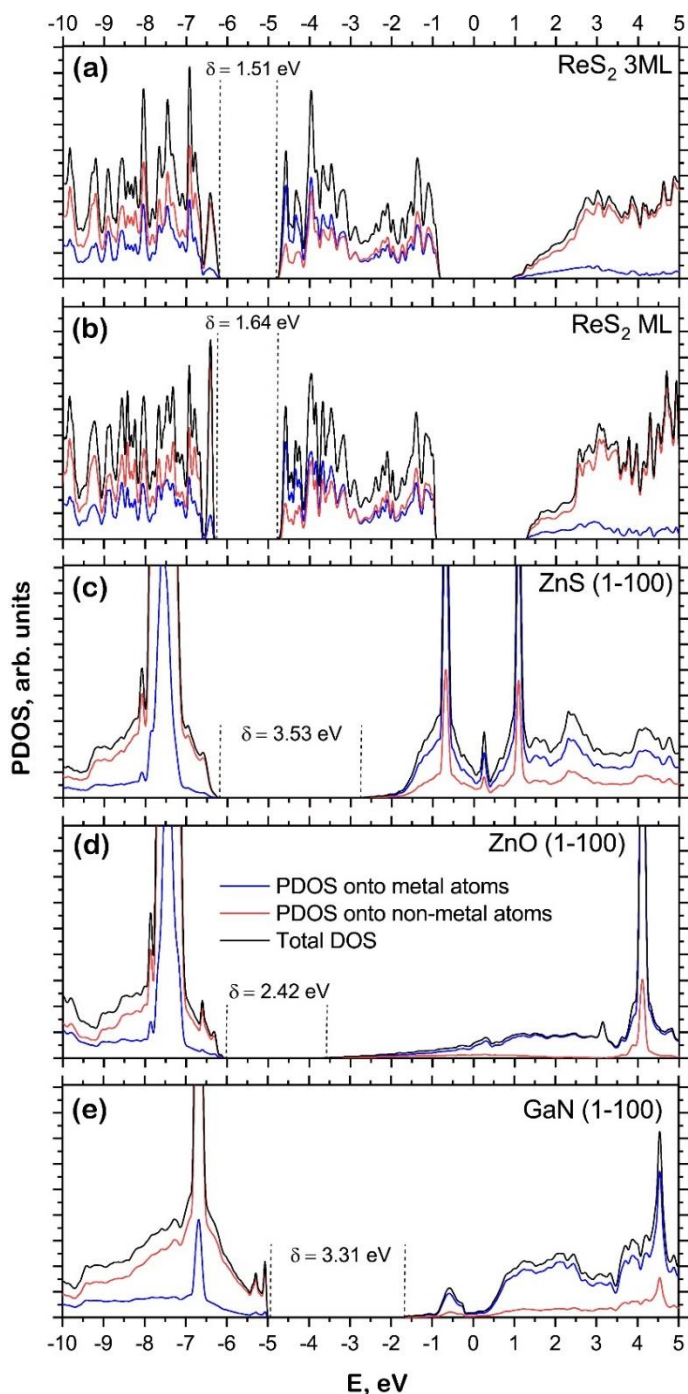 -10 -9 -8 -7 -6 -5 -4 -3 -2 -1 0 1 2 3 4 5
(a) δ = 1.51 eV ReS₂ 3ML
(b) δ = 1.64 eV ReS₂ ML
(c) ZnS (1-100)
δ = 3.53 eV
PDOS, arb. units
(d) ZnO (1-100)
PDOS onto metal atoms
PDOS onto non-metal atoms
Total DOS
δ = 2.42 eV
(e) GaN (1-100)
δ = 3.31 eV
-10 -9 -8 -7 -6 -5 -4 -3 -2 -1 0 1 2 3 4 5
E, eV